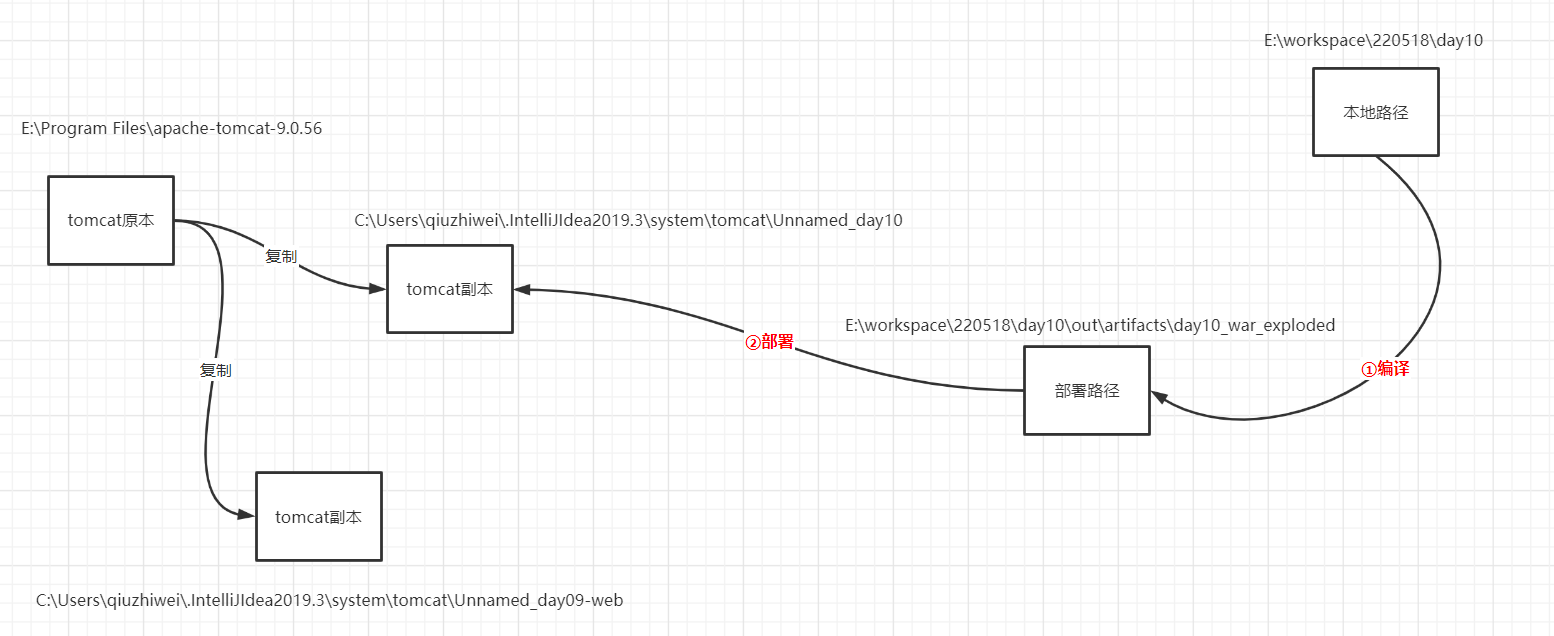 E:\workspace\220518\day10
本地路径
E:\Program Files\apache-tomcat-9.0.56
tomcat原本
C:\Users\qiuzhiwei\.IntelliJIdea2019.3\system\tomcat\Unnamed_day10
复制
tomcat副本
E:\workspace\220518\day10\out\artifacts\day10_war_exploded
②部署
复制
①编译
部署路径
tomcat副本
C:\Users\qiuzhiwei\.IntelliJIdea2019.3\system\tomcat\Unnamed_day09-web